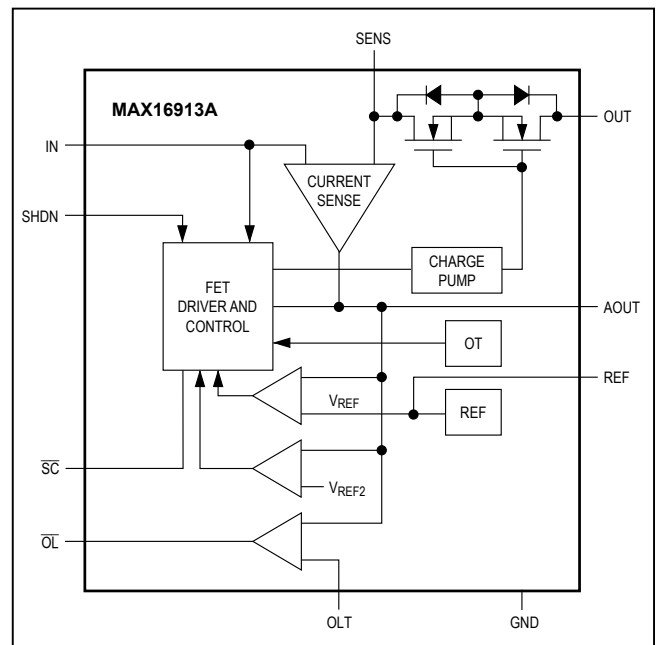 SENS
MAX16913A
OUT
IN
CURRENT
SENSE
SHDN
CHARGE
PUMP
FET
DRIVER AND
CONTROL
AOUT
OT
REF
VREF
REF
SC
VREF2
OL
OLT
GND